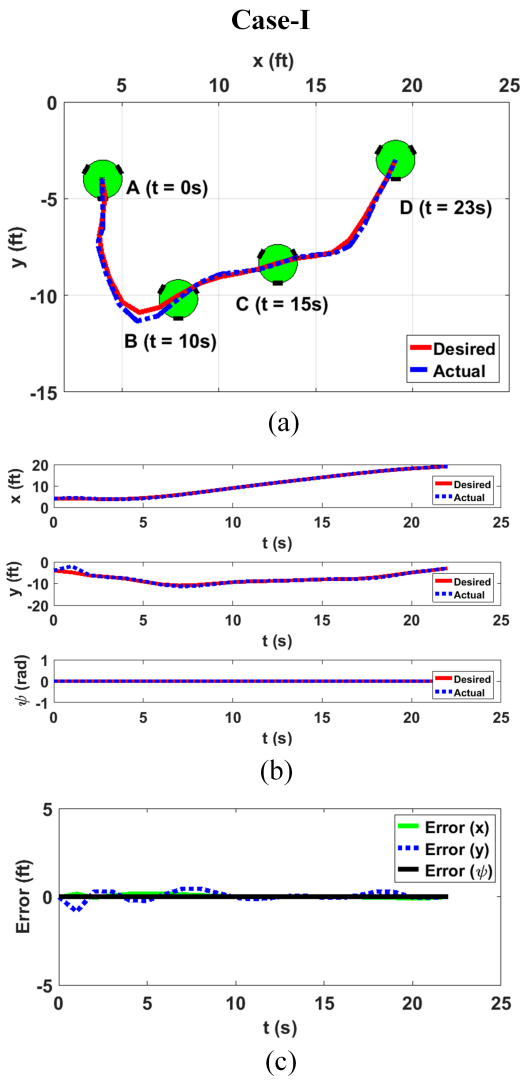 Case-I
x (ft)
5 10 15 20 25
0
-5
-10
-15
y (ft)
A (t = 0s)
B (t = 10s)
C (t = 15s)
D (t = 23s)
Desired
Actual
(a)
20
10
0
x (ft)
0 5 10 15 20 25
t (s)
Desired
Actual
0
-10
-20
y (ft)
0 5 10 15 20 25
t (s)
Desired
Actual
1
0
-1
ψ (rad)
0 5 10 15 20 25
t (s)
Desired
Actual
(b)
5
0
-5
Error (ft)
Error (x)
Error (y)
Error (ψ)
0 5 10 15 20 25
t (s)
(c)